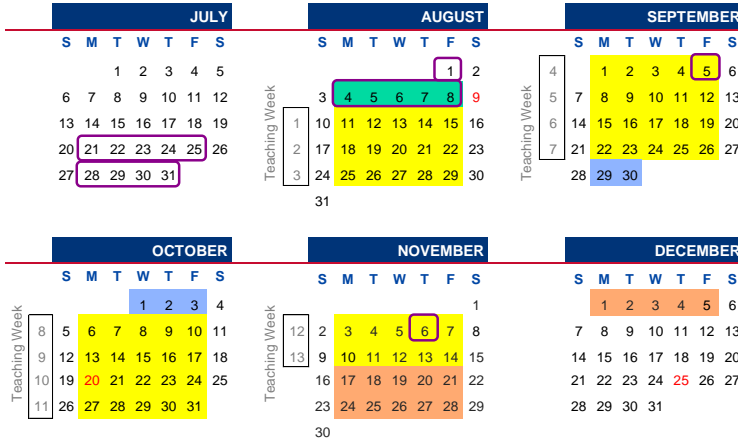 JULY
S M T W T F S
1 2 3 4 5
6 7 8 9 10 11 12
13 14 15 16 17 18 19
20 21 22 23 24 25 26
27 28 29 30 31
AUGUST
S M T W T F S
1 2
3 4 5 6 7 8 9
1 10 11 12 13 14 15 16
2 17 18 19 20 21 22 23
3 24 25 26 27 28 29 30
31
Teaching Week
SEPTEMBER
S M T W T F S
4 1 2 3 4 5 6
5 7 8 9 10 11 12 13
6 14 15 16 17 18 19 20
7 21 22 23 24 25 26 27
28 29 30
Teaching Week
OCTOBER
S M T W T F S
1 2 3 4
8 5 6 7 8 9 10 11
9 12 13 14 15 16 17 18
10 19 20 21 22 23 24 25
11 26 27 28 29 30 31
Teaching Week
NOVEMBER
S M T W T F S
1
12 2 3 4 5 6 7 8
13 9 10 11 12 13 14 15
16 17 18 19 20 21 22
23 24 25 26 27 28 29
30
Teaching Week
DECEMBER
S M T W T F S
1 2 3 4 5 6
7 8 9 10 11 12 13
14 15 16 17 18 19 20
21 22 23 24 25 26 27
28 29 30 31